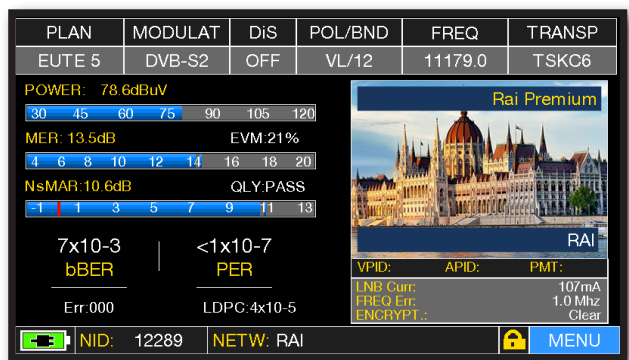 PLAN MODULAT DiS POL/BND FREQ TRANSP
EUTE 5 DVB-S2 OFF VL/12 11179.0 TSKC6
POWER: 78.6dBuV
30 45 60 75 90 105 120
MER: 13.5dB EVM:21%
4 6 8 10 12 14 16 18 20
NsMAR:10.6dB QLY:PASS
-1 1 3 5 7 9 11 13
7x10-3 <1x10-7
bBER PER
Err:000 LDPC:4x10-5
Rai Premium
RAI
VPID: APID: PMT:
LNB Cur: 107mA
FREQ Err: 1.0 Mhz
ENCRYPT.: Clear
NID: 12289 NETW: RAI MENU